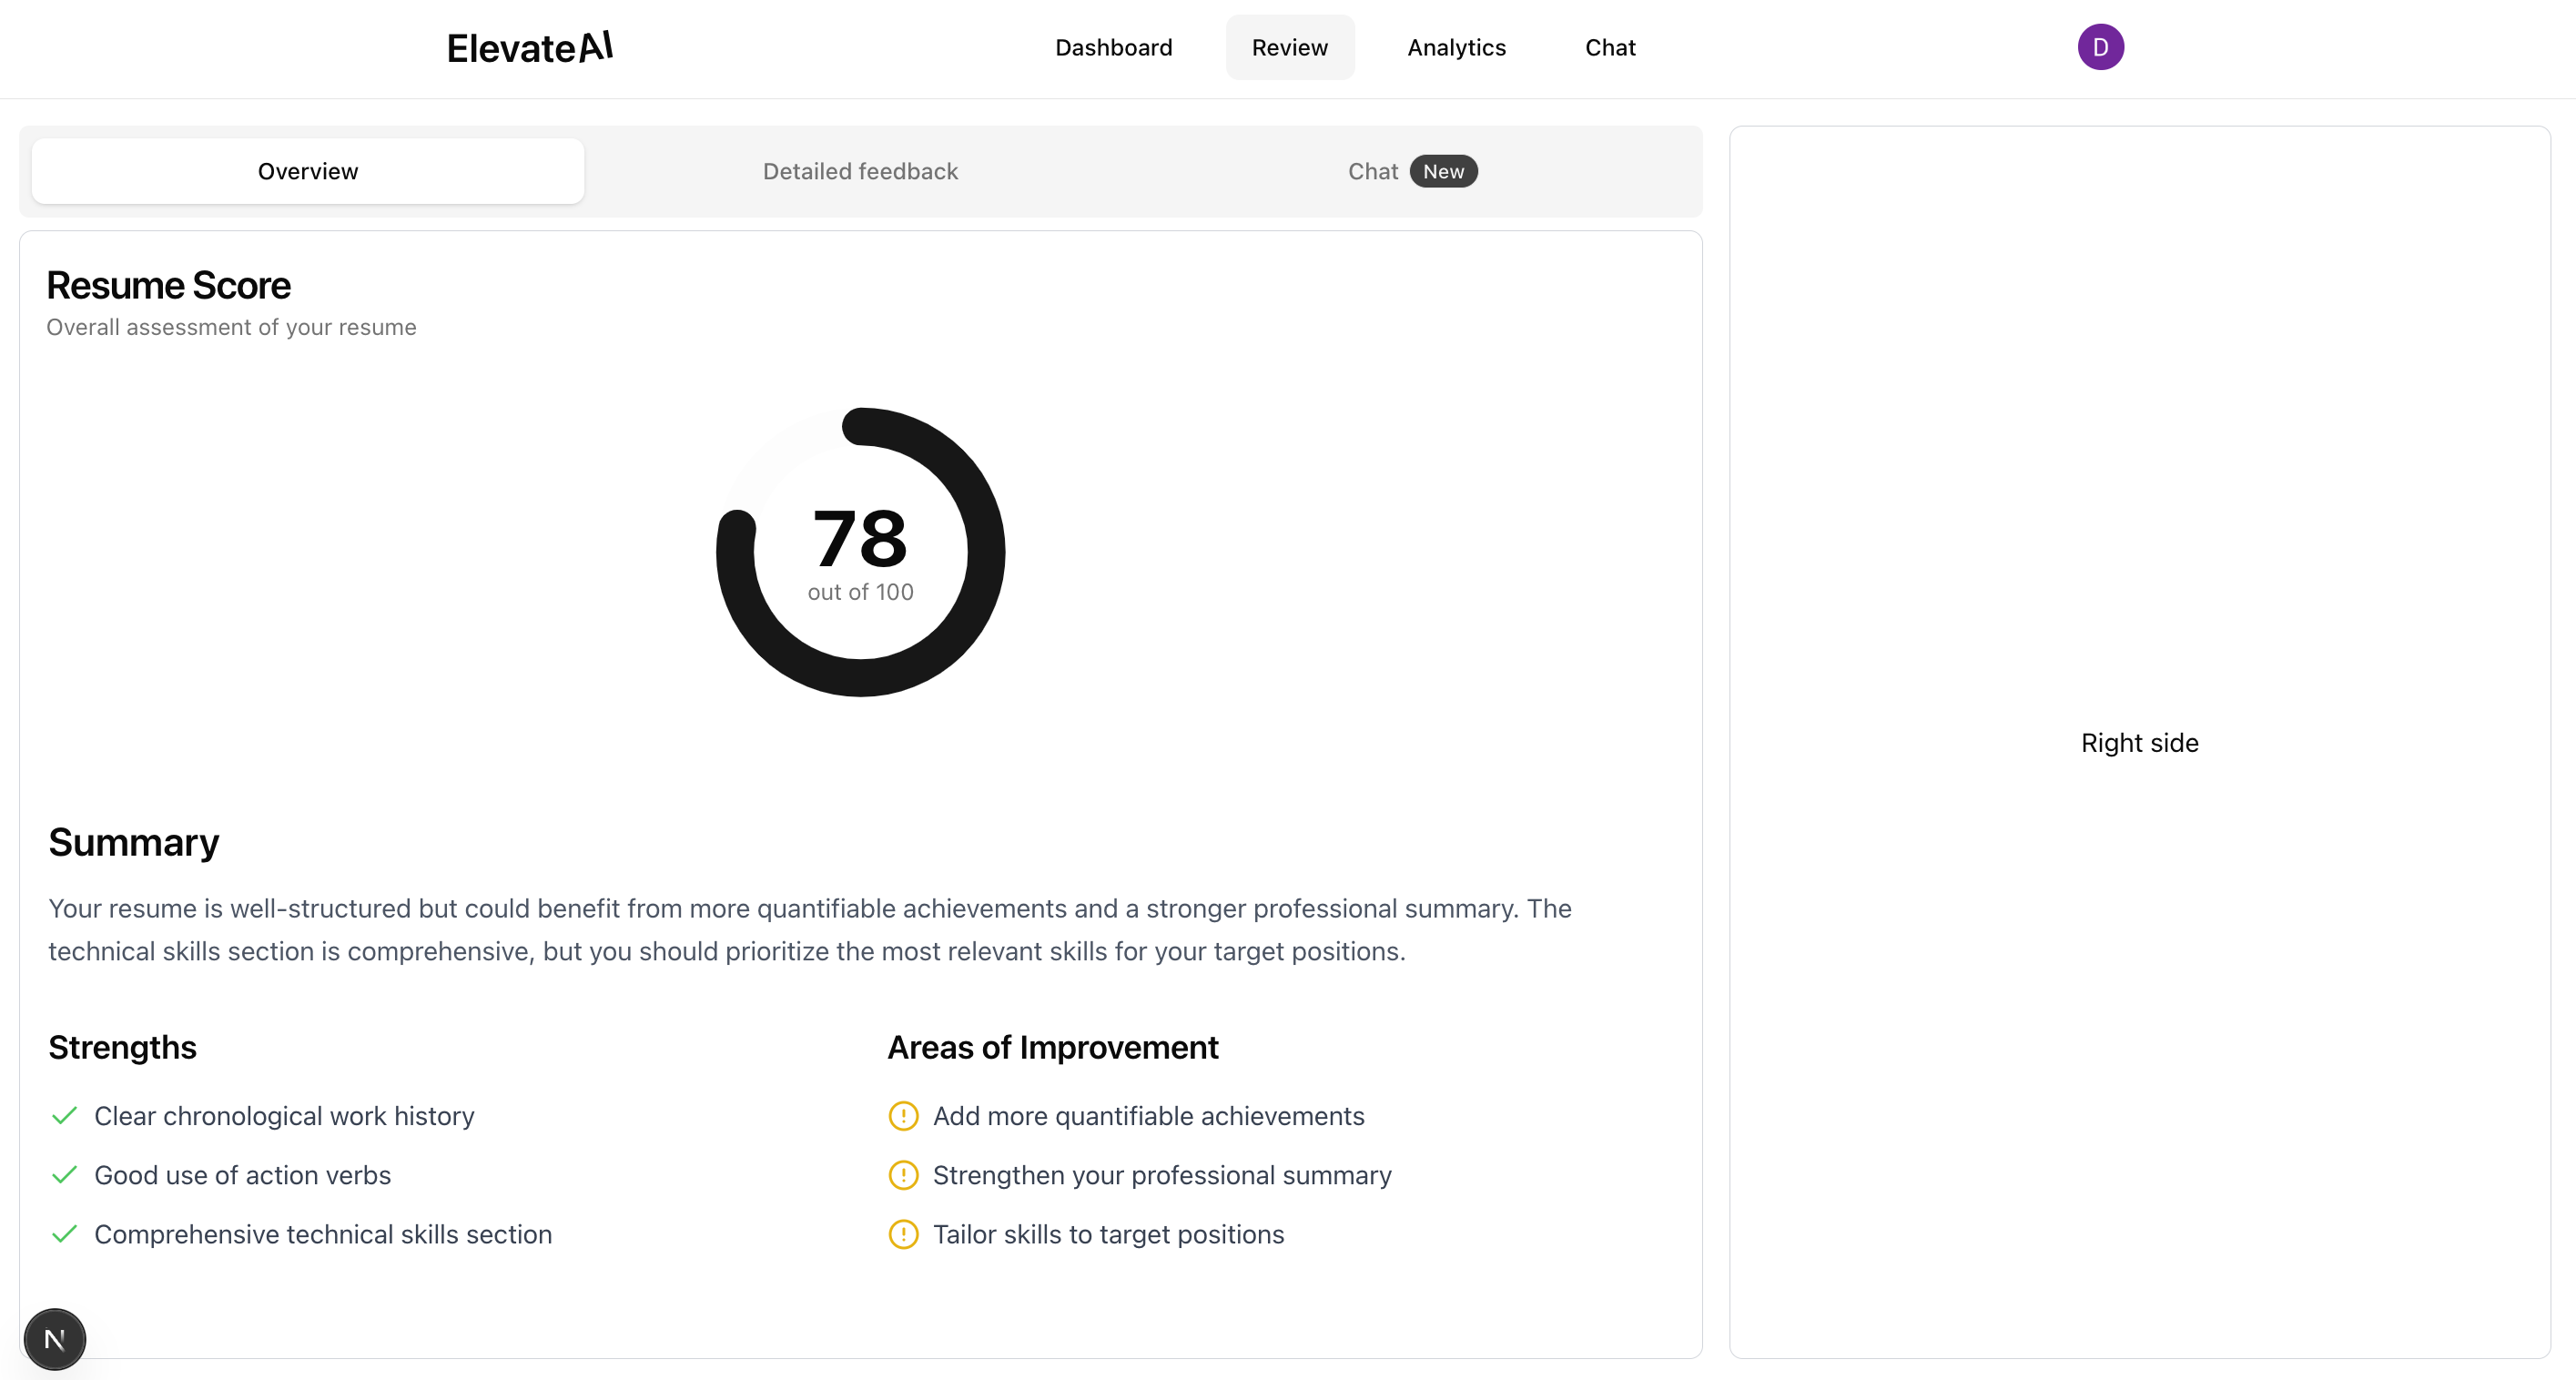 ElevateAI
Dashboard
Review
Analytics
Chat
D
Overview
Detailed feedback
Chat New
Resume Score
Overall assessment of your resume
78
out of 100
Right side
Summary
Your resume is well-structured but could benefit from more quantifiable achievements and a stronger professional summary. The
technical skills section is comprehensive, but you should prioritize the most relevant skills for your target positions.
Strengths
Clear chronological work history
Good use of action verbs
Comprehensive technical skills section
Areas of Improvement
Add more quantifiable achievements
Strengthen your professional summary
Tailor skills to target positions
N